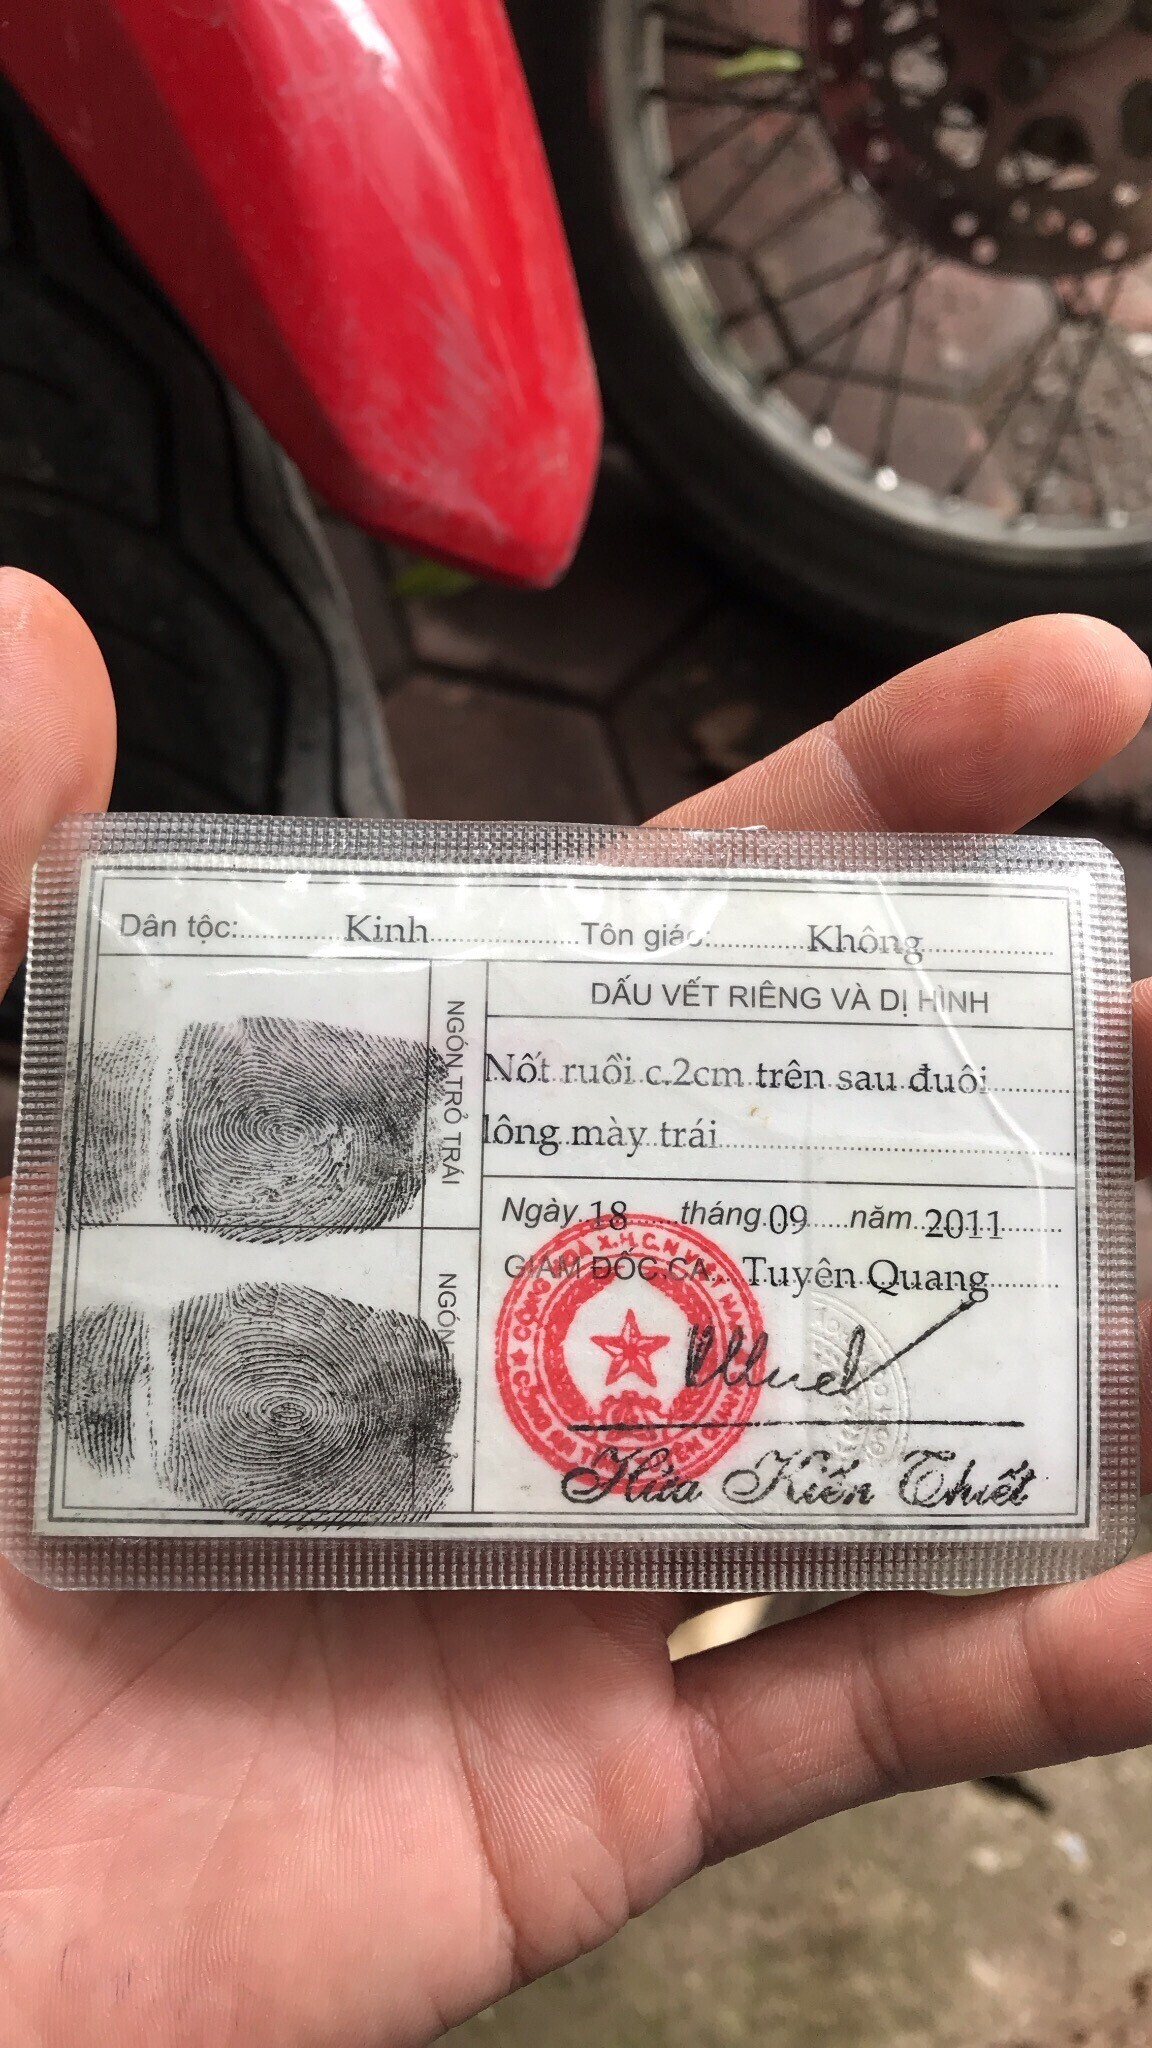 Dân tộc: Kinh Tôn giáo: Không
NGÓN TRỎ TRÁI
DẤU VẾT RIÊNG VÀ DỊ HÌNH
Nốt ruồi c.2cm trên sau đuôi
lông mày trái
NGÓN
Ngày 18 tháng 09 năm 2011
GIÁM ĐỐC CA Tuyên Quang
Hứa Kiến Thiết